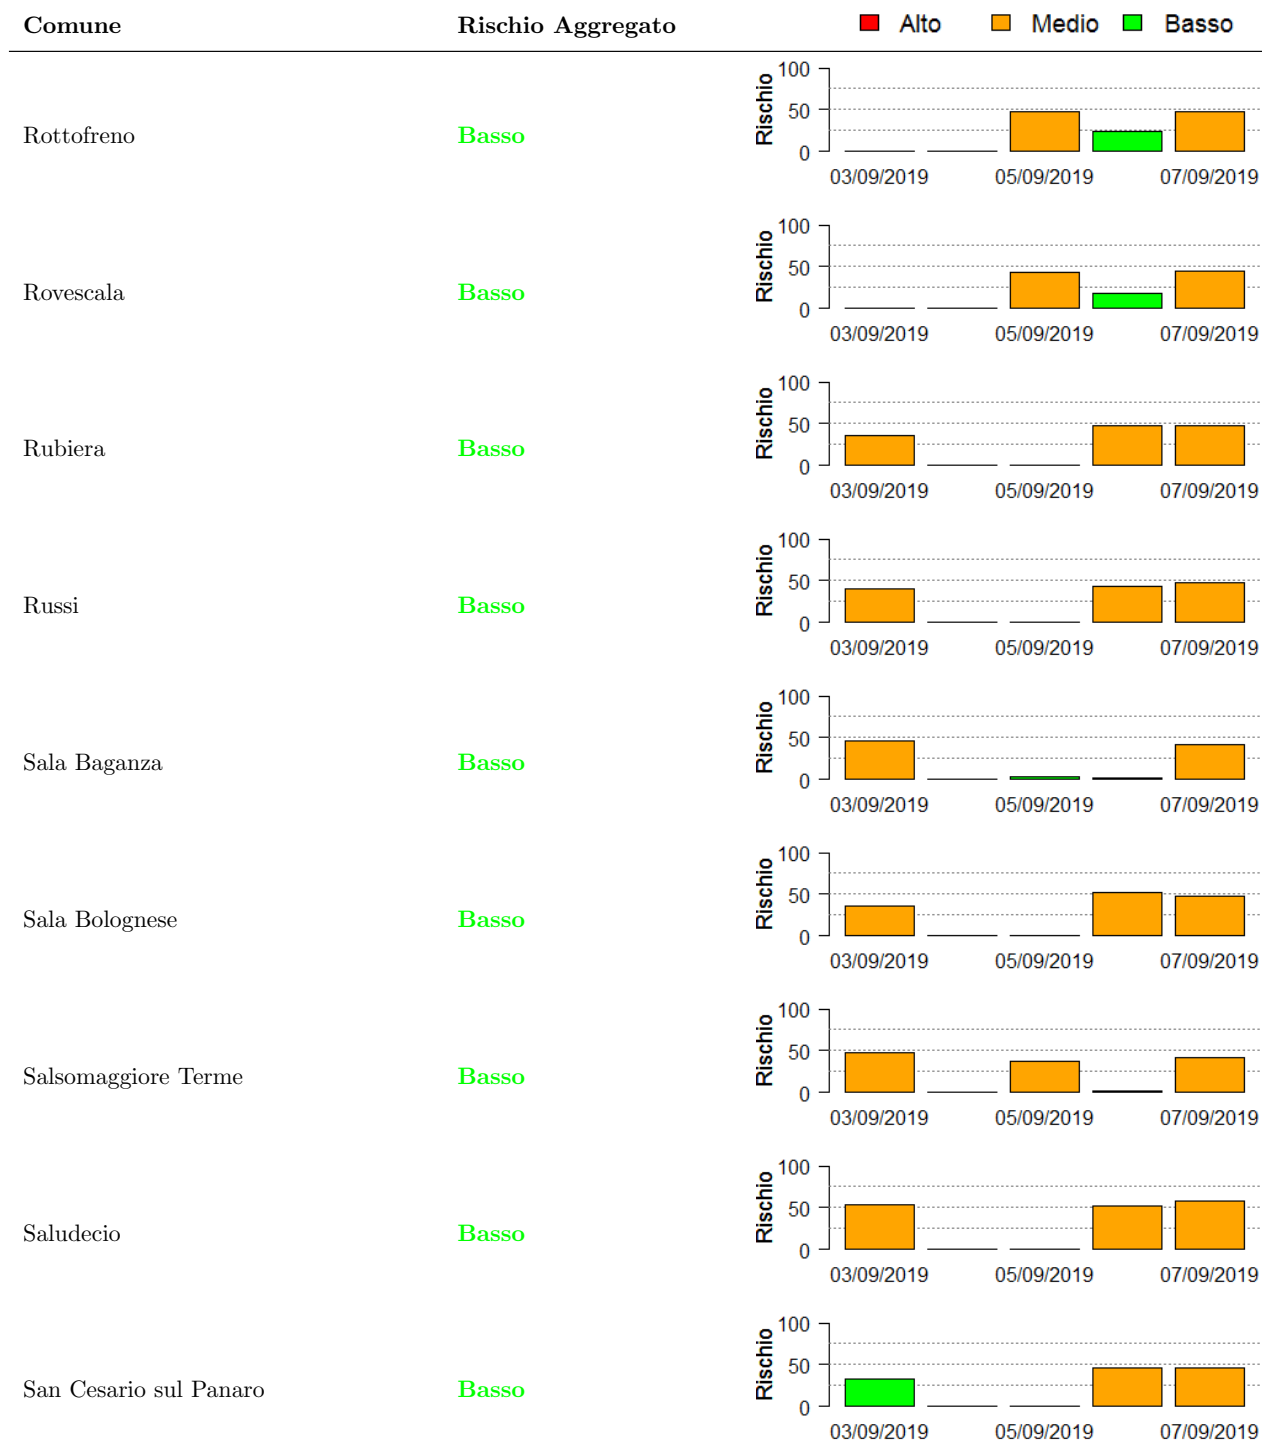 Comune Rischio Aggregato Alto Medio Basso
Rottofreno Basso
Rischio
100
50
0
03/09/2019 05/09/2019 07/09/2019
Rovescala Basso
Rischio
100
50
0
03/09/2019 05/09/2019 07/09/2019
Rubiera Basso
Rischio
100
50
0
03/09/2019 05/09/2019 07/09/2019
Russi Basso
Rischio
100
50
0
03/09/2019 05/09/2019 07/09/2019
Sala Baganza Basso
Rischio
100
50
0
03/09/2019 05/09/2019 07/09/2019
Sala Bolognese Basso
Rischio
100
50
0
03/09/2019 05/09/2019 07/09/2019
Salsomaggiore Terme Basso
Rischio
100
50
0
03/09/2019 05/09/2019 07/09/2019
Saludecio Basso
Rischio
100
50
0
03/09/2019 05/09/2019 07/09/2019
San Cesario sul Panaro Basso
Rischio
100
50
0
03/09/2019 05/09/2019 07/09/2019